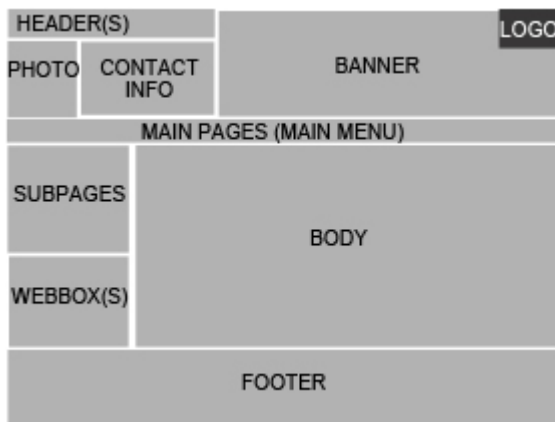 HEADER(S)
LOGO
PHOTO
CONTACT
INFO
BANNER
MAIN PAGES (MAIN MENU)
SUBPAGES
BODY
WEBBOX(S)
FOOTER